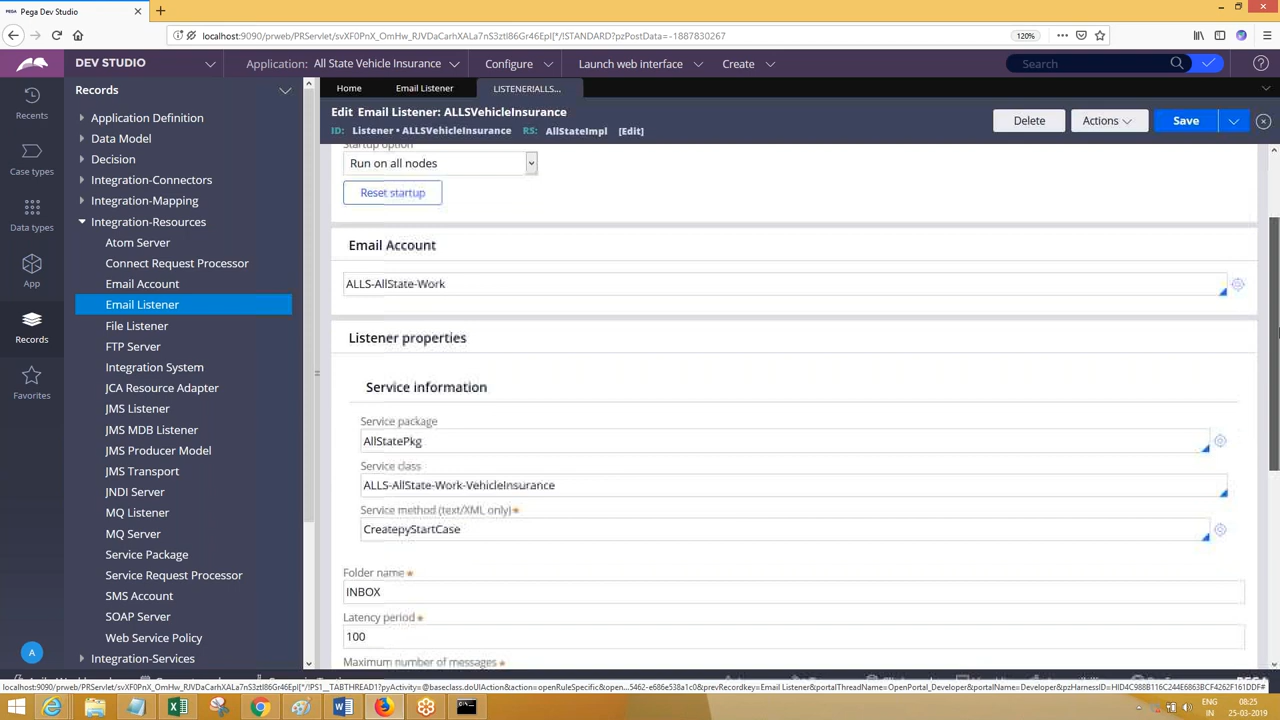 Pega Dev Studio
localhost:9090/prweb/PRServlet/svXF0PnX_OmHw_RJVDaCarhXALa7nS3ztI86G46EpI[*/!STANDARD?pzPostData=-1887830267
120%
DEV STUDIO
Application: All State Vehicle Insurance
Configure
Launch web interface
Create
Search
Recents
Case types
Data types
App
Records
Favorites
A
Records
Application Definition
Data Model
Decision
Integration-Connectors
Integration-Mapping
Integration-Resources
Atom Server
Connect Request Processor
Email Account
Email Listener
File Listener
FTP Server
Integration System
JCA Resource Adapter
JMS Listener
JMS MDB Listener
JMS Producer Model
JMS Transport
JNDI Server
MQ Listener
MQ Server
Service Package
Service Request Processor
SMS Account
SOAP Server
Web Service Policy
Integration-Services
Home
Email Listener
LISTENER!ALLS...
Edit Email Listener: ALLSVehicleInsurance
ID: Listener • ALLSVehicleInsurance RS: AllStateImpl [Edit]
Delete
Actions
Save
Startup option
Run on all nodes
Reset startup
Email Account
ALLS-AllState-Work
Listener properties
Service information
Service package
AllStatePkg
Service class
ALLS-AllState-Work-VehicleInsurance
Service method (text/XML only)
CreatepyStartCase
Folder name
INBOX
Latency period
100
Maximum number of messages
08:25
IN
25-03-2019